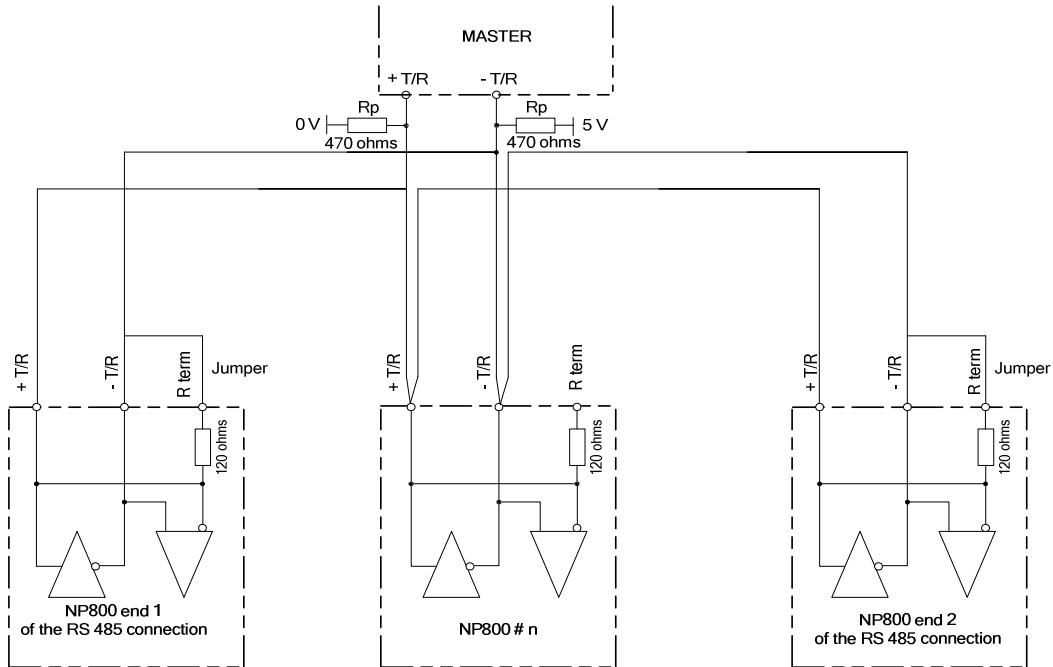 MASTER
+ T/R
- T/R
Rp
Rp
0 V
5 V
470 ohms
470 ohms
+ T/R
- T/R
R term
Jumper
+ T/R
- T/R
R term
+ T/R
- T/R
R term
Jumper
120 ohms
120 ohms
120 ohms
NP800 end 1
of the RS 485 connection
NP800 # n
NP800 end 2
of the RS 485 connection